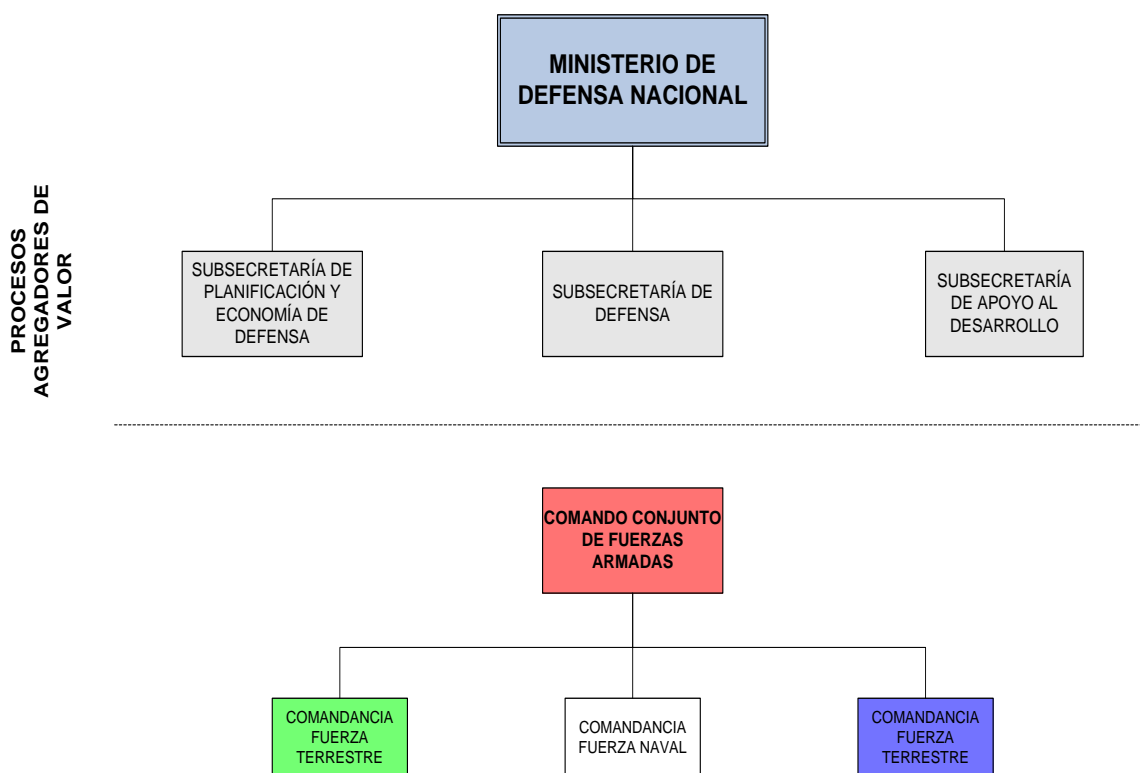 MINISTERIO DE
DEFENSA NACIONAL
PROCESOS
AGREGADORES DE
VALOR
SUBSECRETARÍA DE
PLANIFICACIÓN Y
ECONOMÍA DE
DEFENSA
SUBSECRETARÍA DE
DEFENSA
SUBSECRETARÍA
DE APOYO AL
DESARROLLO
COMANDO CONJUNTO
DE FUERZAS
ARMADAS
COMANDANCIA
FUERZA
TERRESTRE
COMANDANCIA
FUERZA NAVAL
COMANDANCIA
FUERZA
TERRESTRE